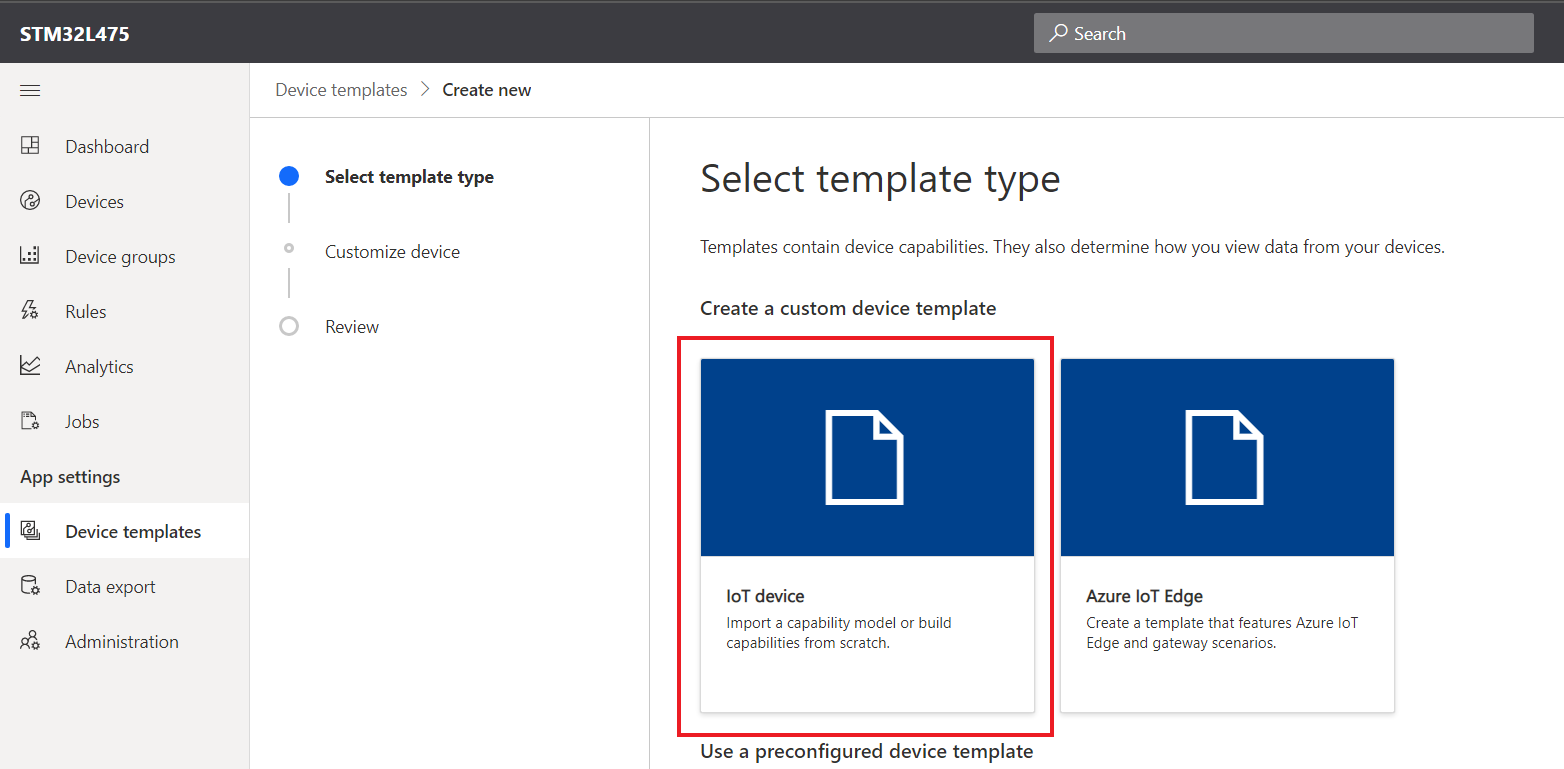 STM32L475
Search
Device templates
Create new
Dashboard
Devices
Device groups
Rules
Analytics
Jobs
App settings
Device templates
Data export
Administration
Select template type
Customize device
Review
Select template type
Templates contain device capabilities. They also determine how you view data from your devices.
Create a custom device template
IoT device
Import a capability model or build
capabilities from scratch.
Azure IoT Edge
Create a template that features Azure IoT
Edge and gateway scenarios.
Use a preconfigured device template